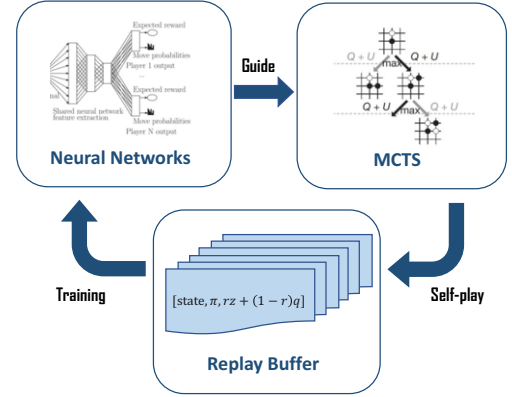 Expected reward
Move probabilities
Player 1 output
...
Expected reward
Shared neural network
feature extraction
Move probabilities
Player N output
Neural Networks
Guide
Q + U
Q + U
max
Q + U
Q + U
max
MCTS
Training
Self-play
[state, π, rz + (1 − r)q]
Replay Buffer